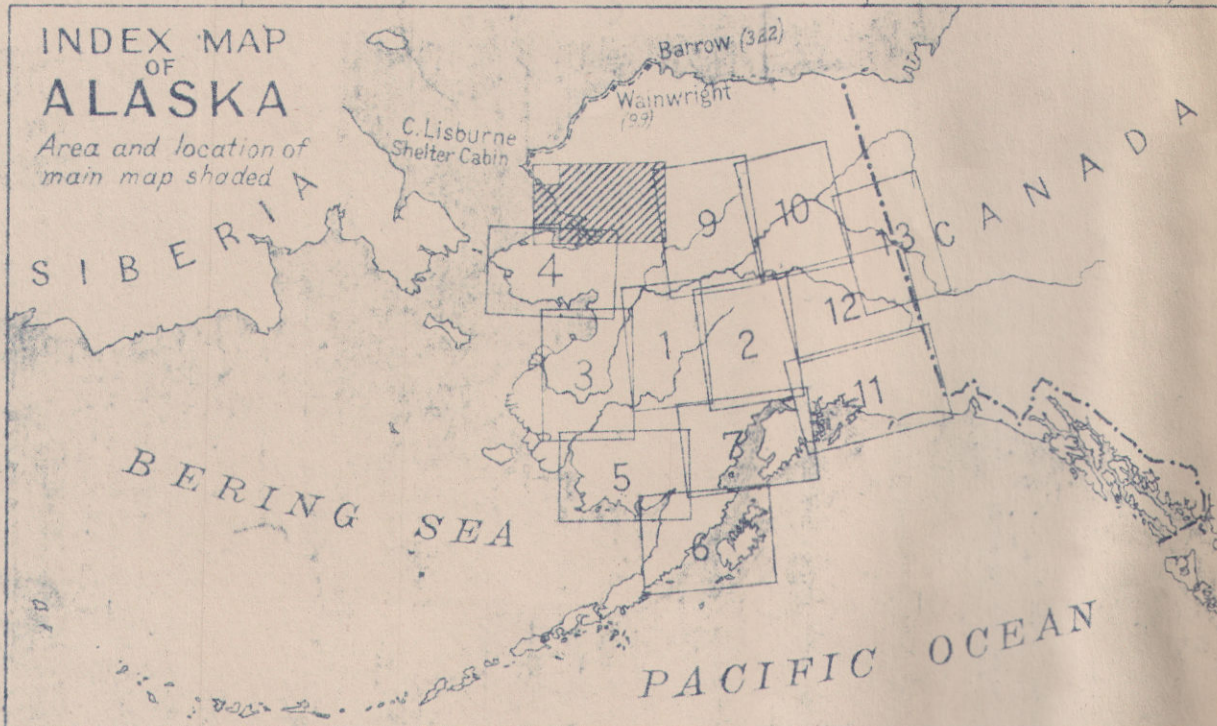 INDEX MAP
OF
ALASKA
Area and location of
main map shaded
Barrow (322)
Wainwright
(99)
C. Lisburne
Shelter Cabin
SIBERIA
CANADA
9
10
13
4
12
1
2
3
11
7
5
6
BERING SEA
PACIFIC OCEAN